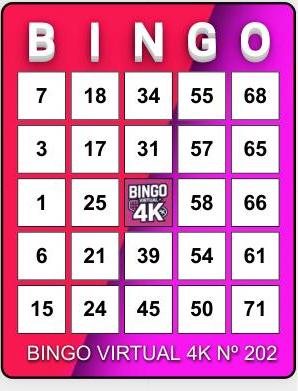 BINGO
7 18 34 55 68
3 17 31 57 65
1 25 BINGO VIRTUAL 4K 58 66
6 21 39 54 61
15 24 45 50 71
BINGO VIRTUAL 4K Nº 202